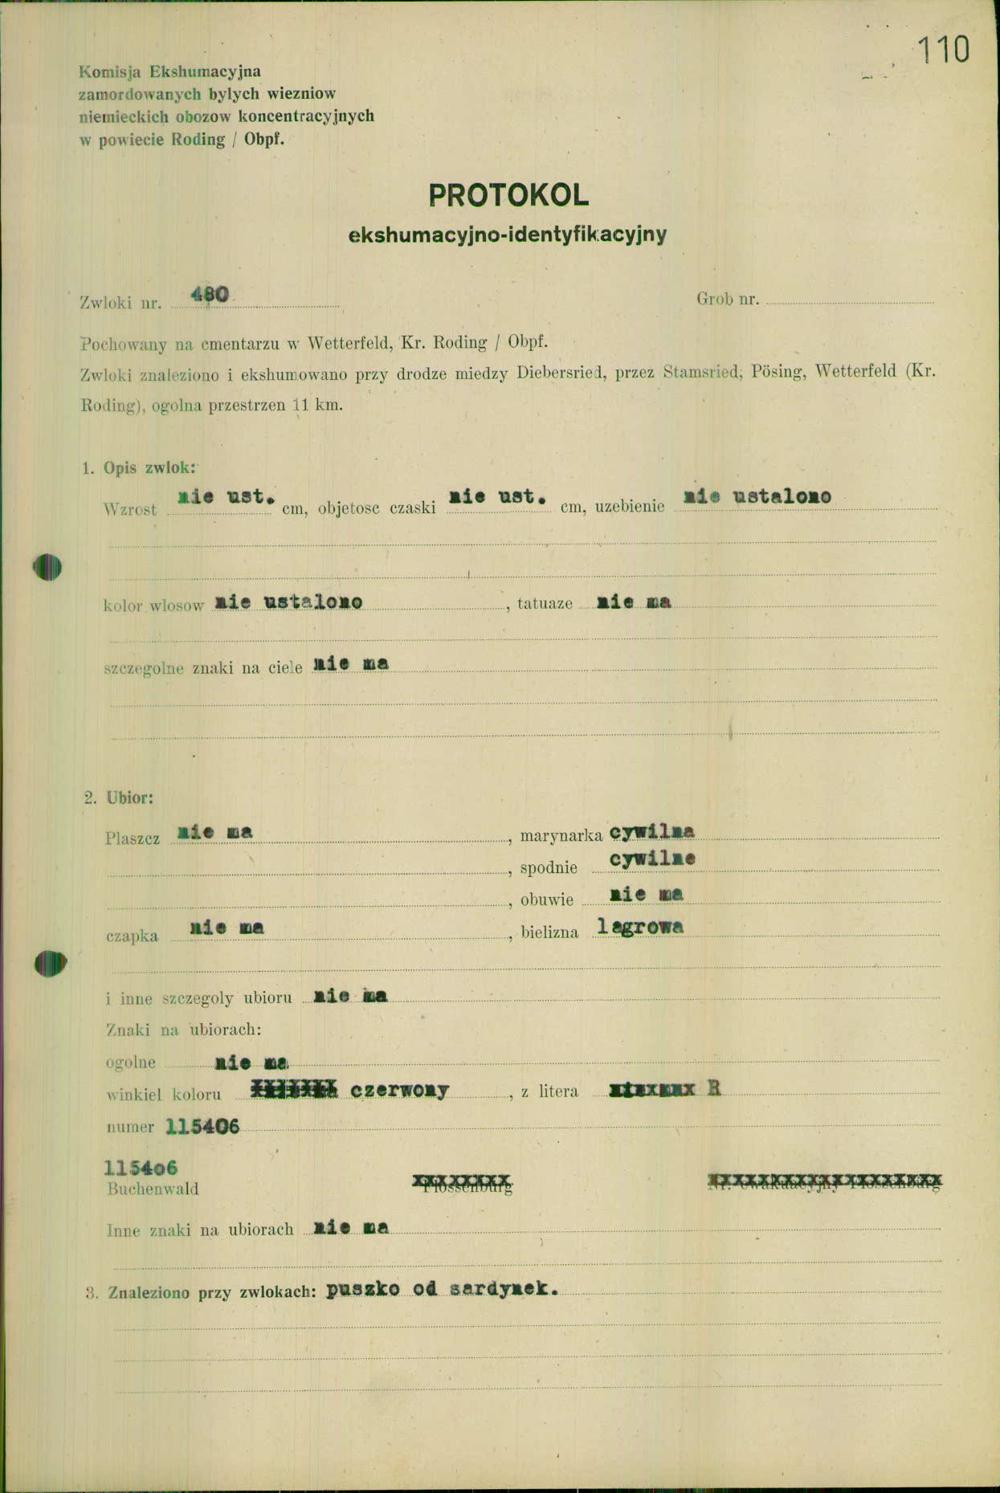 110
Komisja Ekshumacyjna
zamordowanych bylych wiezniow
niemieckich obozow koncentracyjnych
w powiecie Roding / Obpf.
PROTOKOL
ekshumacyjno-identyfikacyjny
Zwloki nr. 480 Grob nr.
Pochowany na cmentarzu w Wetterfeld, Kr. Roding / Obpf.
Zwloki znaleziono i ekshumowano przy drodze miedzy Diebersried, przez Stamsried, Pösing, Wetterfeld (Kr.
Roding), ogolna przestrzen 11 km.
1. Opis zwlok:
Wzrost nie ust. cm, objetosc czaski nie ust. cm, uzebienie nie ustalono
kolor wlosow nie ustalono , tatuaze nie ma
szczegolne znaki na ciele nie ma
2. Ubior:
Plaszcz nie ma , marynarka cywilna
, spodnie cywilne
, obuwie nie ma
czapka nie ma , bielizna lagrowa
i inne szczegoly ubioru nie ma
Znaki na ubiorach:
ogolne nie ma
winkiel koloru czerwony , z litera R
numer 115406
115406
Buchenwald Flossenburg Nr. ewakuacyjny Flossenburg
Inne znaki na ubiorach nie ma
3. Znaleziono przy zwlokach: puszko od sardynek.